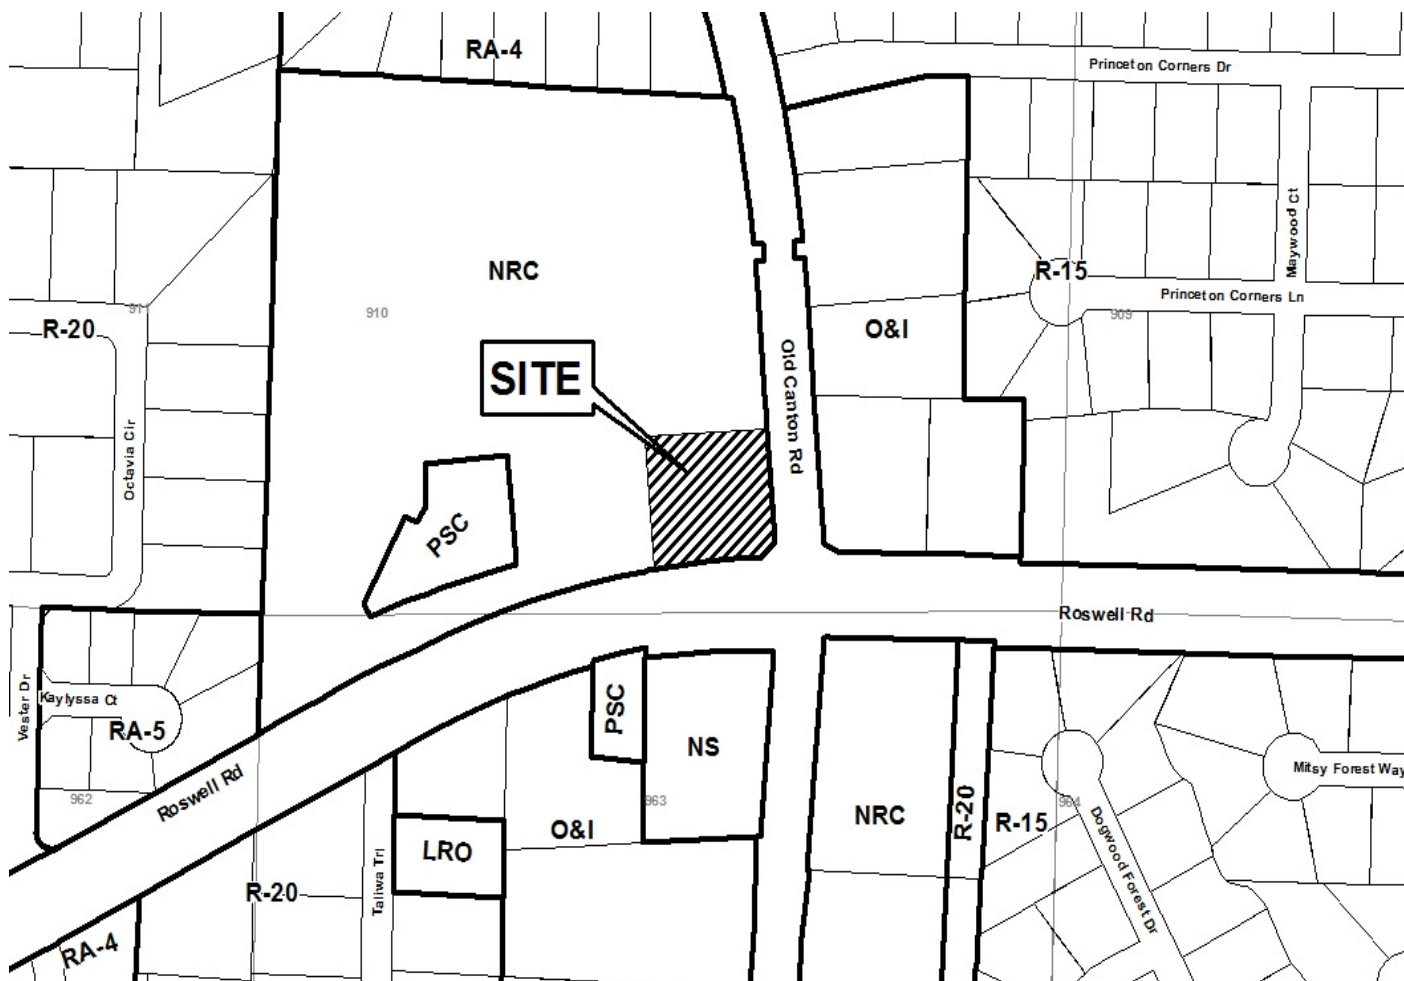 RA-4
Princeton Corners Dr
Maywood Ct
NRC
R-15
Princeton Corners Ln
911
910
909
R-20
O&I
SITE
Old Canton Rd
Octavia Cir
PSC
Roswell Rd
Vester Dr
Kaylyssa Ct
PSC
RA-5
NS
Mitsy Forest Way
Roswell Rd
962
963
964
NRC
R-20
R-15
O&I
LRO
Dogwood Forest Dr
Taliwa Trl
R-20
RA-4